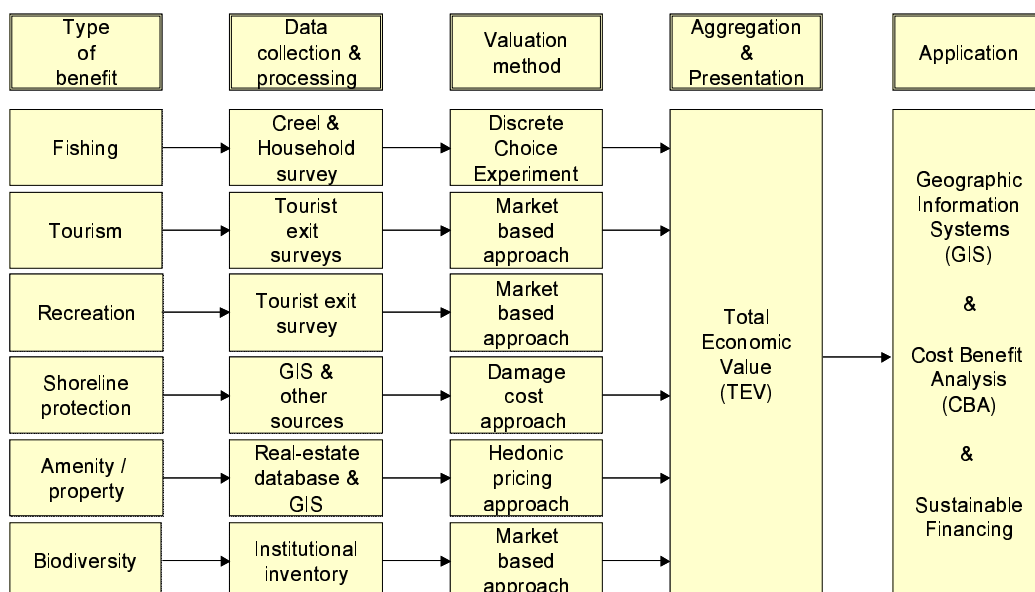 Type
of
benefit
Data
collection &
processing
Valuation
method
Aggregation
&
Presentation
Application
Fishing
Creel &
Household
survey
Discrete
Choice
Experiment
Tourism
Tourist
exit
surveys
Market
based
approach
Recreation
Tourist exit
survey
Market
based
approach
Shoreline
protection
GIS &
other
sources
Damage
cost
approach
Amenity /
property
Real-estate
database &
GIS
Hedonic
pricing
approach
Biodiversity
Institutional
inventory
Market
based
approach
Total
Economic
Value
(TEV)
Geographic
Information
Systems
(GIS)
&
Cost Benefit
Analysis
(CBA)
&
Sustainable
Financing